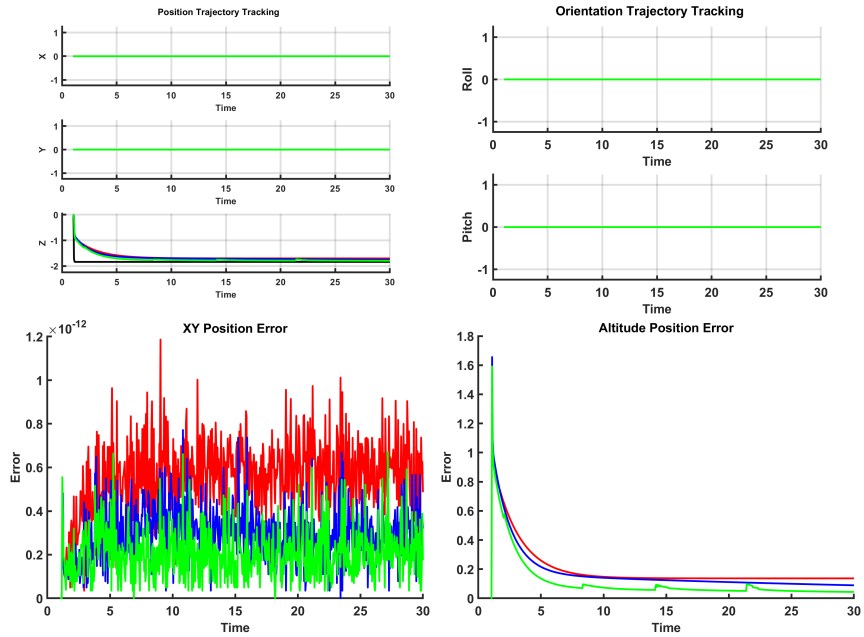 Position Trajectory Tracking
1
0
-1
X
0 5 10 15 20 25 30
Time
1
0
-1
Y
0 5 10 15 20 25 30
Time
0
-1
-2
Z
0 5 10 15 20 25 30
Time
Orientation Trajectory Tracking
1
0
-1
Roll
0 5 10 15 20 25 30
Time
1
0
-1
Pitch
0 5 10 15 20 25 30
Time
XY Position Error
×10-12
1.2
1
0.8
0.6
0.4
0.2
0
Error
0 5 10 15 20 25 30
Time
Altitude Position Error
1.8
1.6
1.4
1.2
1
0.8
0.6
0.4
0.2
0
Error
0 5 10 15 20 25 30
Time